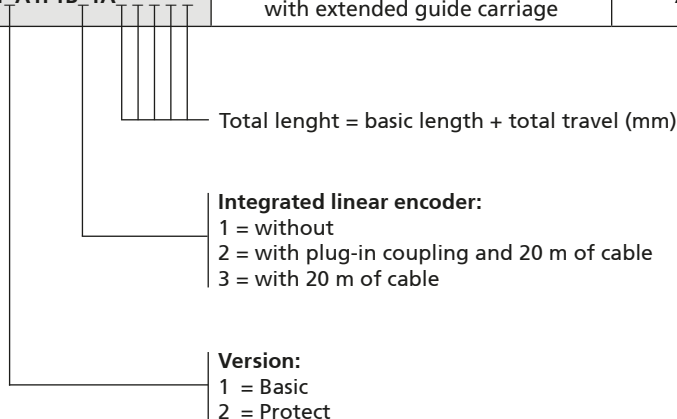 with extended guide carriage
Total lenght = basic length + total travel (mm)
Integrated linear encoder:
1 = without
2 = with plug-in coupling and 20 m of cable
3 = with 20 m of cable
Version:
1 = Basic
2 = Protect